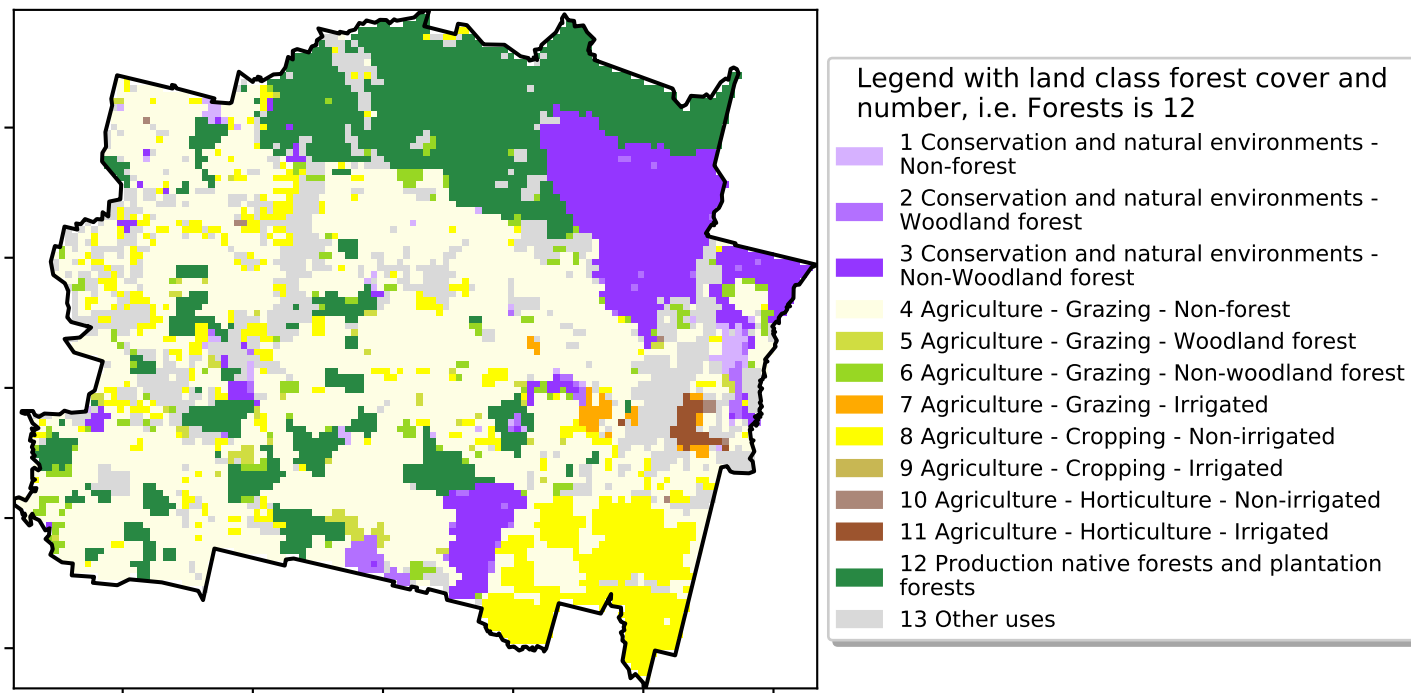 Legend with land class forest cover and
number, i.e. Forests is 12
1 Conservation and natural environments -
Non-forest
2 Conservation and natural environments -
Woodland forest
3 Conservation and natural environments -
Non-Woodland forest
4 Agriculture - Grazing - Non-forest
5 Agriculture - Grazing - Woodland forest
6 Agriculture - Grazing - Non-woodland forest
7 Agriculture - Grazing - Irrigated
8 Agriculture - Cropping - Non-irrigated
9 Agriculture - Cropping - Irrigated
10 Agriculture - Horticulture - Non-irrigated
11 Agriculture - Horticulture - Irrigated
12 Production native forests and plantation
forests
13 Other uses